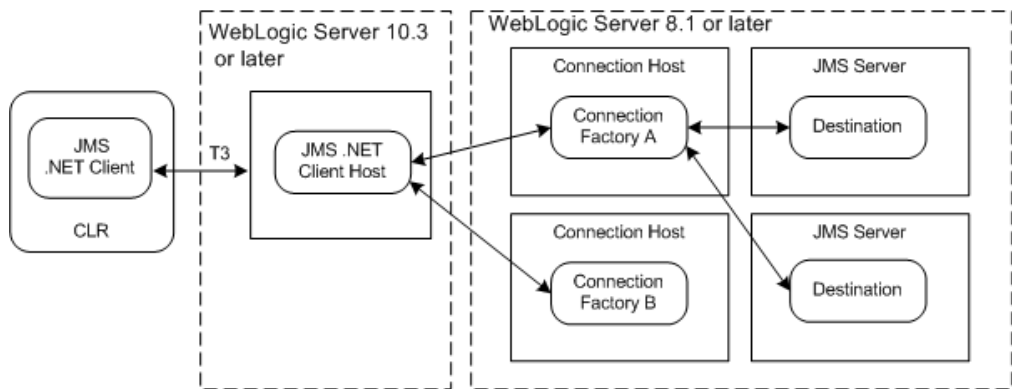 WebLogic Server 10.3
or later
WebLogic Server 8.1 or later
JMS
.NET Client
CLR
T3
JMS .NET
Client Host
Connection Host
Connection
Factory A
JMS Server
Destination
Connection Host
Connection
Factory B
JMS Server
Destination